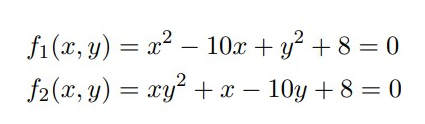 f₁(x, y) = x² − 10x + y² + 8 = 0
f₂(x, y) = xy² + x − 10y + 8 = 0